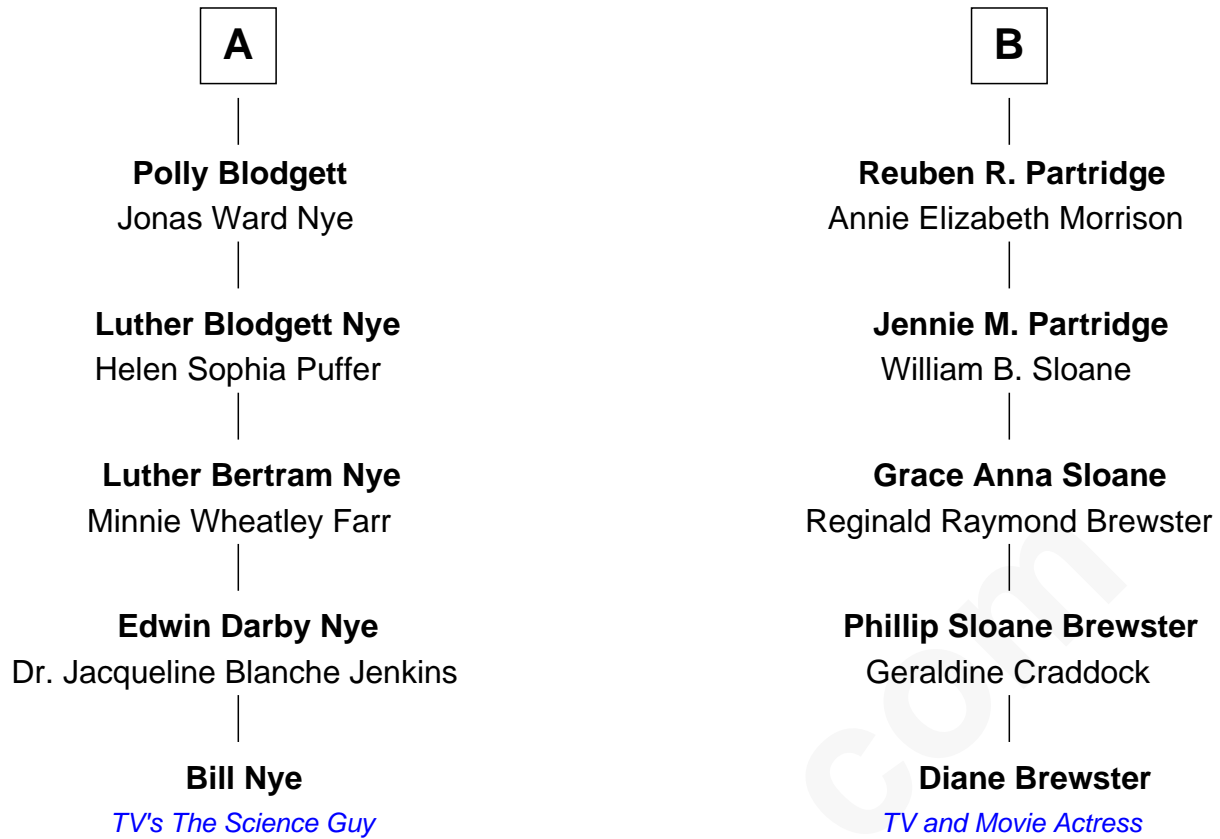 A
Polly Blodgett
Jonas Ward Nye
Luther Blodgett Nye
Helen Sophia Puffer
Luther Bertram Nye
Minnie Wheatley Farr
Edwin Darby Nye
Dr. Jacqueline Blanche Jenkins
Bill Nye
TV's The Science Guy
B
Reuben R. Partridge
Annie Elizabeth Morrison
Jennie M. Partridge
William B. Sloane
Grace Anna Sloane
Reginald Raymond Brewster
Phillip Sloane Brewster
Geraldine Craddock
Diane Brewster
TV and Movie Actress
com